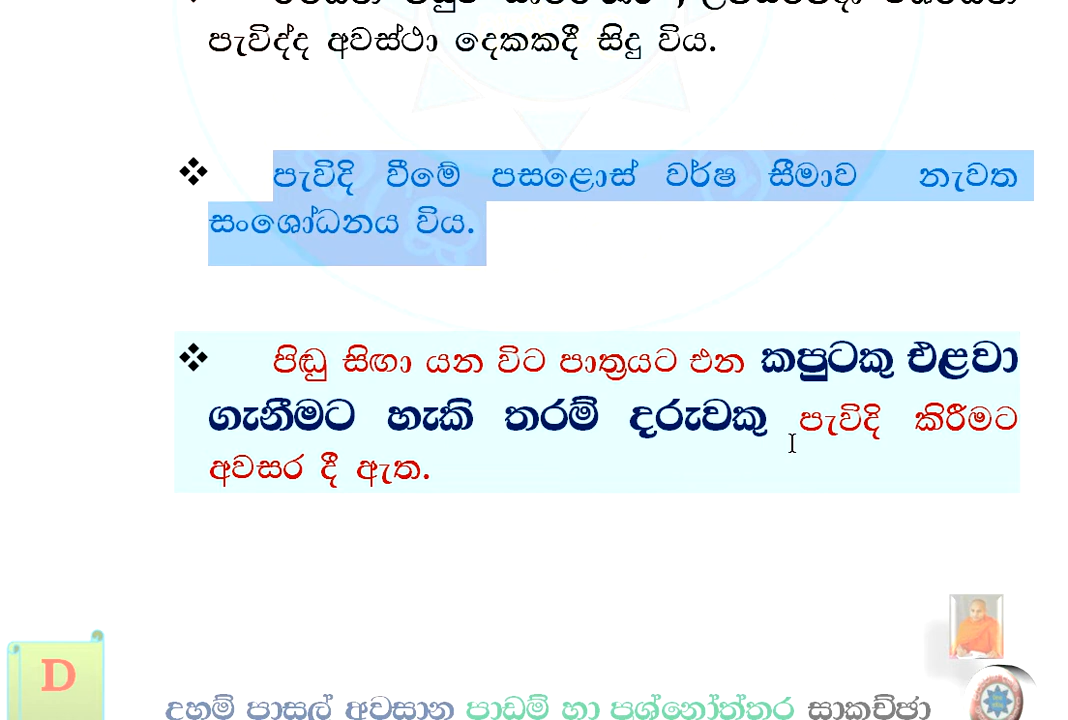 පැවිද්ද අවස්ථා දෙකකදී සිදු විය.
❖ පැවිදි වීමේ පසළොස් වර්ෂ සීමාව නැවත
සංශෝධනය විය.
❖ පිඬු සිඟා යන විට පාත්‍රයට එන කපුටකු එළවා
ගැනීමට හැකි තරම් දරුවකු පැවිදි කිරීමට
අවසර දී ඇත.
D
දහම් පාසල් අවසාන පාඩම් හා ප්‍රශ්නෝත්තර සාකච්ඡා